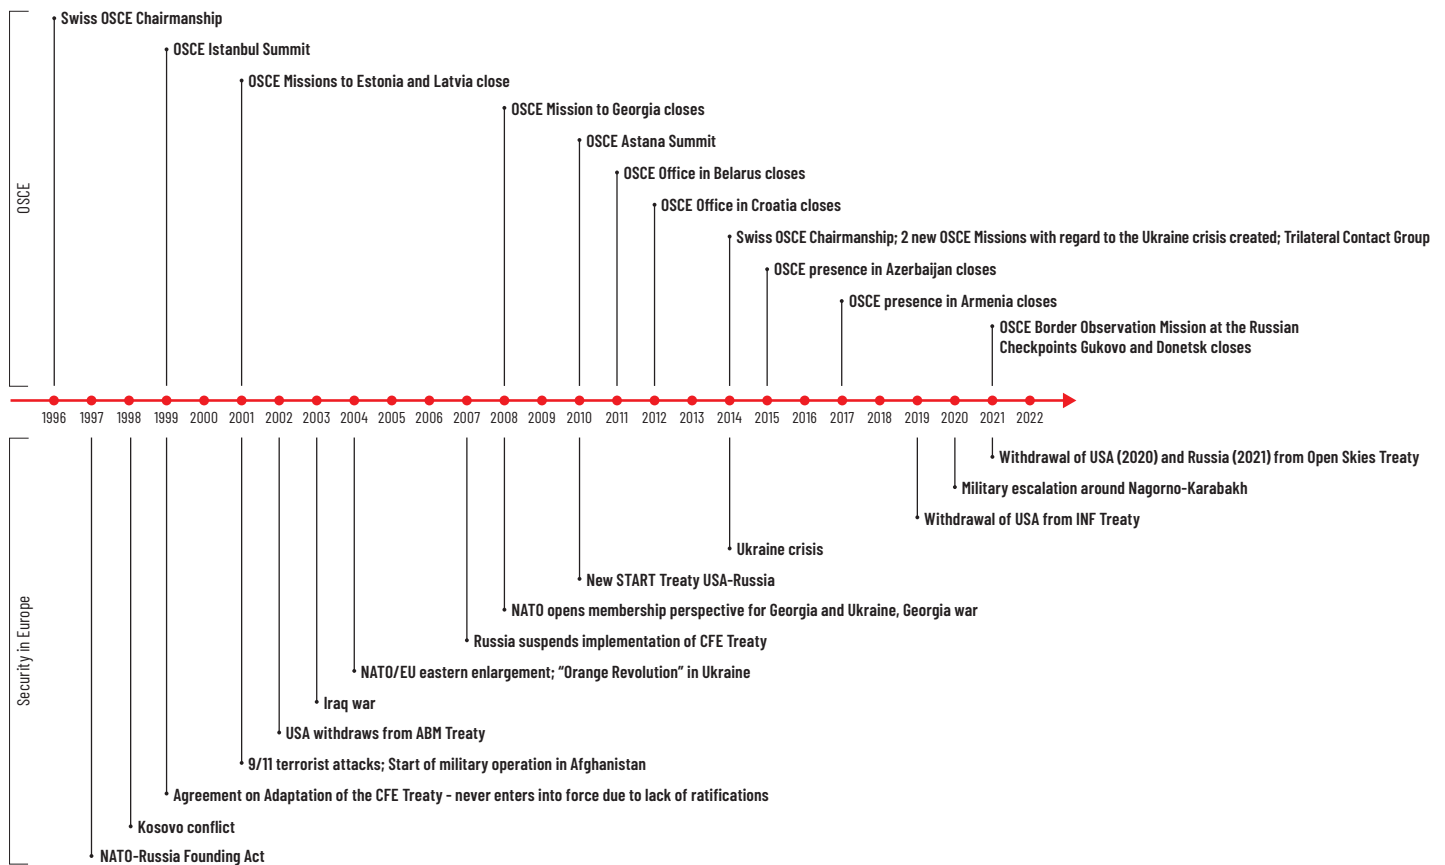 OSCE
Swiss OSCE Chairmanship
OSCE Istanbul Summit
OSCE Missions to Estonia and Latvia close
OSCE Mission to Georgia closes
OSCE Astana Summit
OSCE Office in Belarus closes
OSCE Office in Croatia closes
Swiss OSCE Chairmanship; 2 new OSCE Missions with regard to the Ukraine crisis created; Trilateral Contact Group
OSCE presence in Azerbaijan closes
OSCE presence in Armenia closes
OSCE Border Observation Mission at the Russian
Checkpoints Gukovo and Donetsk closes
1996 1997 1998 1999 2000 2001 2002 2003 2004 2005 2006 2007 2008 2009 2010 2011 2012 2013 2014 2015 2016 2017 2018 2019 2020 2021 2022
Security in Europe
Withdrawal of USA (2020) and Russia (2021) from Open Skies Treaty
Military escalation around Nagorno-Karabakh
Withdrawal of USA from INF Treaty
Ukraine crisis
New START Treaty USA-Russia
NATO opens membership perspective for Georgia and Ukraine, Georgia war
Russia suspends implementation of CFE Treaty
NATO/EU eastern enlargement; “Orange Revolution” in Ukraine
Iraq war
USA withdraws from ABM Treaty
9/11 terrorist attacks; Start of military operation in Afghanistan
Agreement on Adaptation of the CFE Treaty - never enters into force due to lack of ratifications
Kosovo conflict
NATO-Russia Founding Act